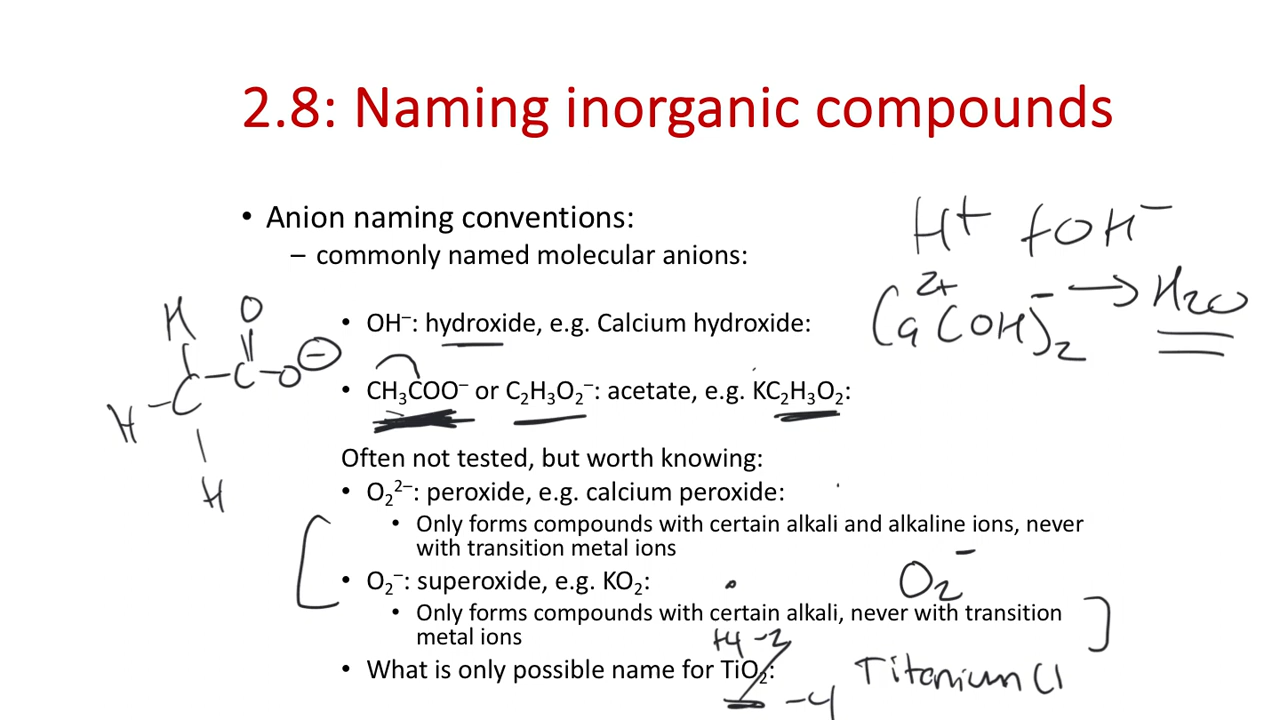 2.8: Naming inorganic compounds
• Anion naming conventions:
– commonly named molecular anions:
H+ + OH⁻
Ca²⁺(OH)⁻₂ → H₂O
• OH⁻: hydroxide, e.g. Calcium hydroxide:
H O
H – C – C – O ⊖
H
• CH₃COO⁻ or C₂H₃O₂⁻: acetate, e.g. KC₂H₃O₂:
Often not tested, but worth knowing:
• O₂²⁻: peroxide, e.g. calcium peroxide:
• Only forms compounds with certain alkali and alkaline ions, never
with transition metal ions
• O₂⁻: superoxide, e.g. KO₂:
O₂⁻
• Only forms compounds with certain alkali, never with transition
metal ions
+4 -2
• What is only possible name for TiO₂:
-4
Titanium (